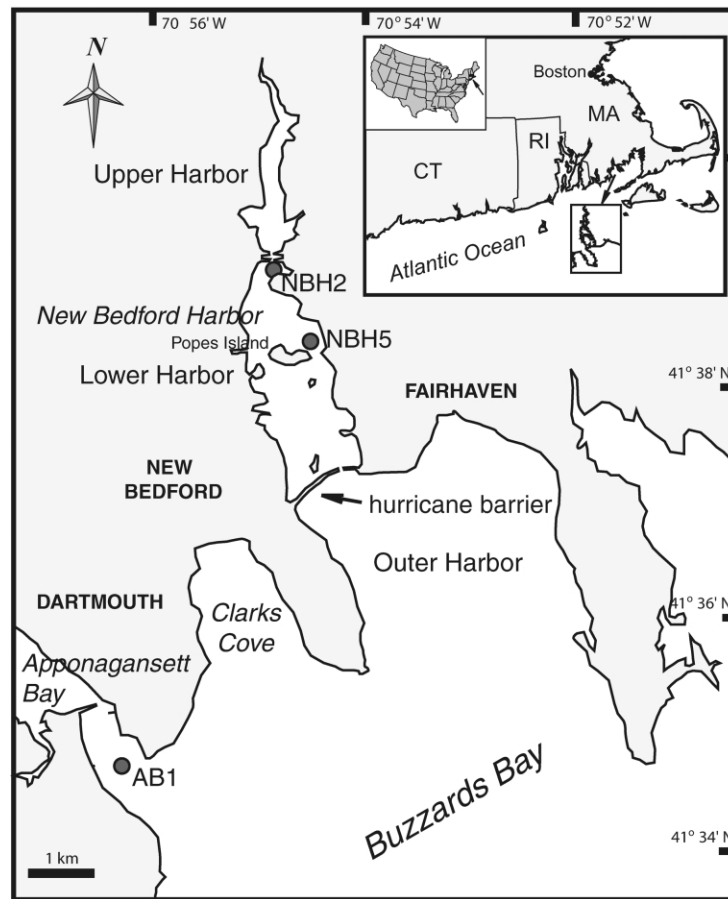 70 56' W
70° 54' W
70° 52' W
N
Boston
MA
RI
CT
Atlantic Ocean
Upper Harbor
NBH2
New Bedford Harbor
Popes Island
NBH5
Lower Harbor
41° 38' N
FAIRHAVEN
NEW
BEDFORD
hurricane barrier
Outer Harbor
DARTMOUTH
Clarks
Cove
41° 36' N
Apponagansett
Bay
AB1
Buzzards Bay
41° 34' N
1 km